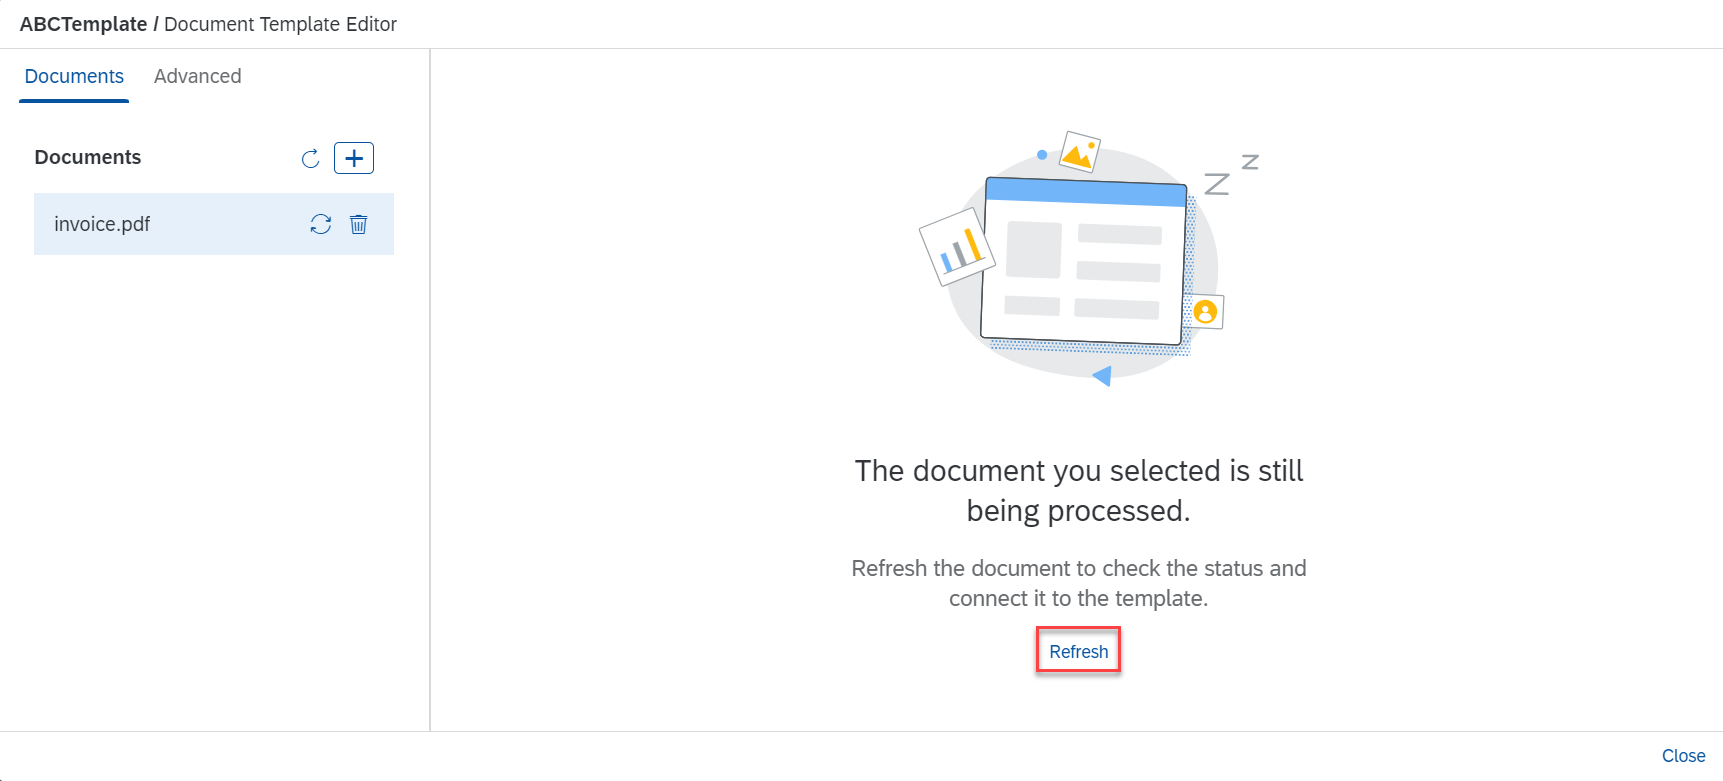 ABCTemplate / Document Template Editor
Documents Advanced
Documents
invoice.pdf
Z z
The document you selected is still
being processed.
Refresh the document to check the status and
connect it to the template.
Refresh
Close